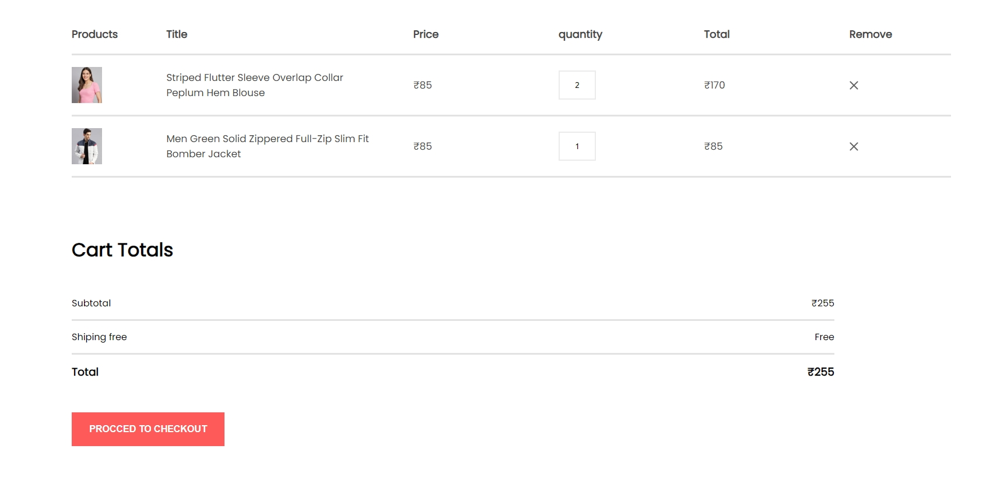 Products Title Price quantity Total Remove
Striped Flutter Sleeve Overlap Collar
Peplum Hem Blouse
₹85 2 ₹170
Men Green Solid Zippered Full-Zip Slim Fit
Bomber Jacket
₹85 1 ₹85
Cart Totals
Subtotal ₹255
Shiping free Free
Total ₹255
PROCCED TO CHECKOUT